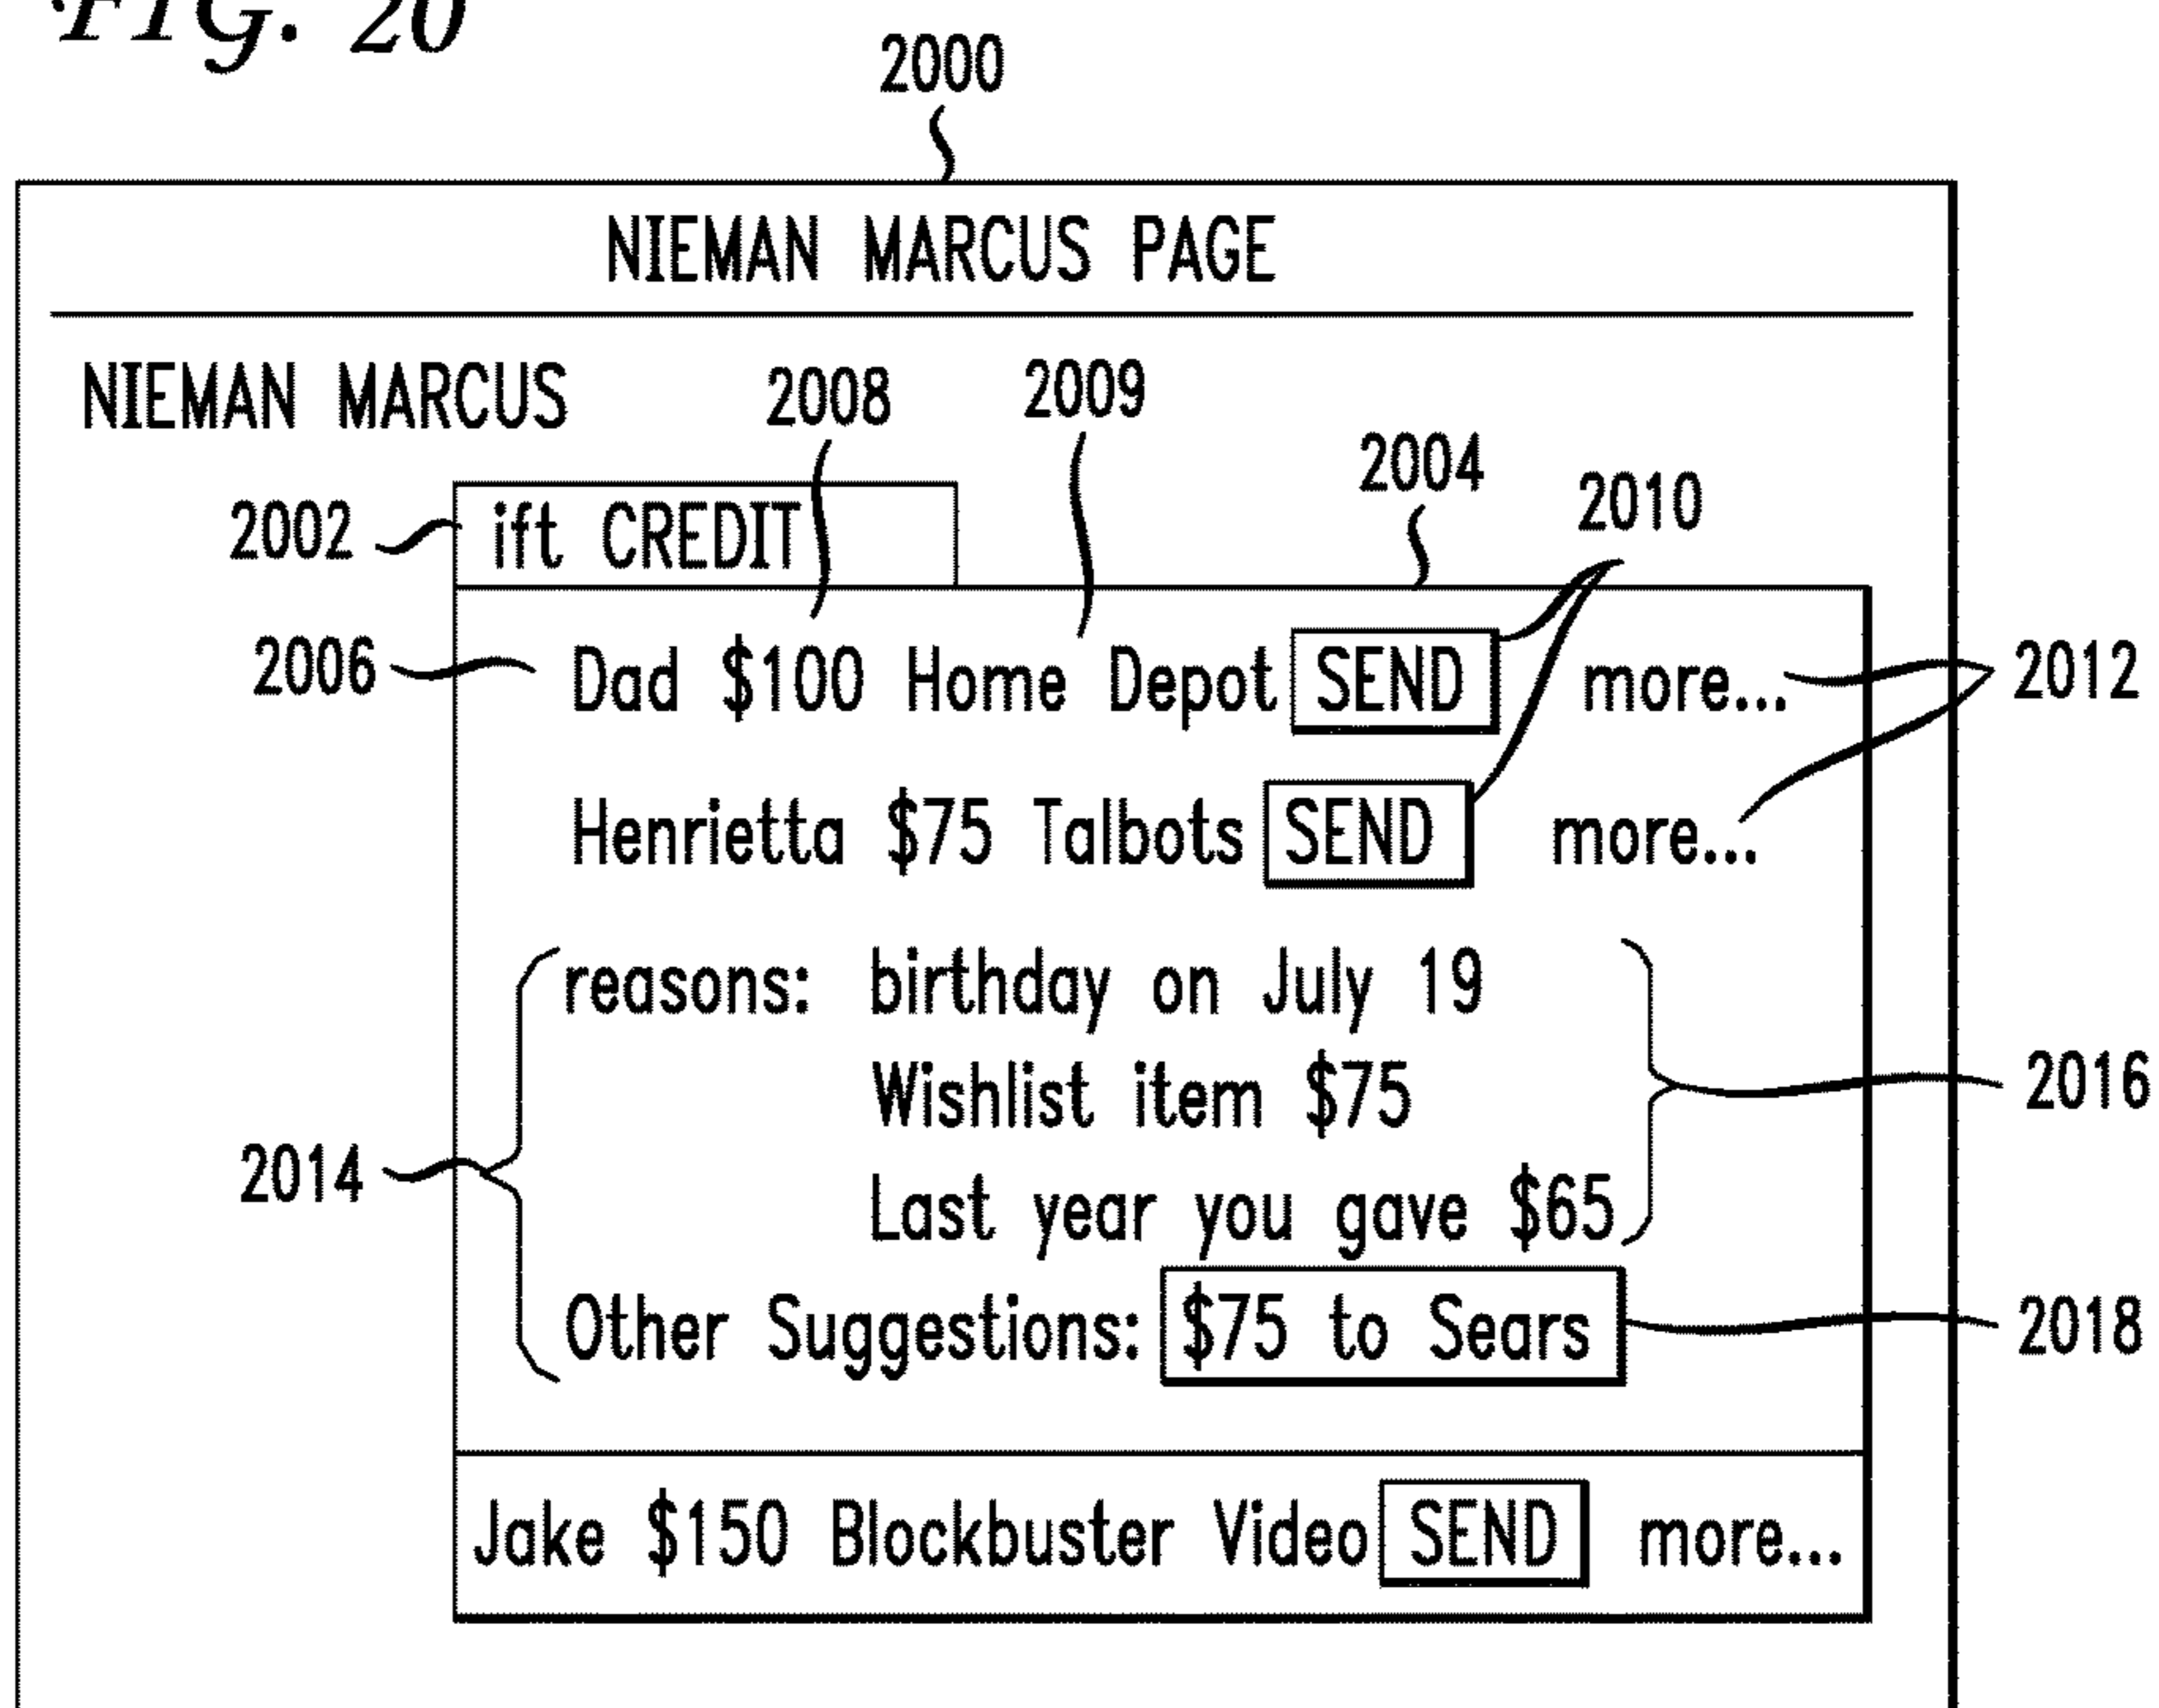 FIG. 20
2000
NIEMAN MARCUS PAGE
NIEMAN MARCUS
2008
2009
2004
2010
2002
ift CREDIT
2006
Dad $100 Home Depot SEND more...
2012
Henrietta $75 Talbots SEND more...
reasons: birthday on July 19
Wishlist item $75
2016
2014
Last year you gave $65
Other Suggestions: $75 to Sears
2018
Jake $150 Blockbuster Video SEND more...